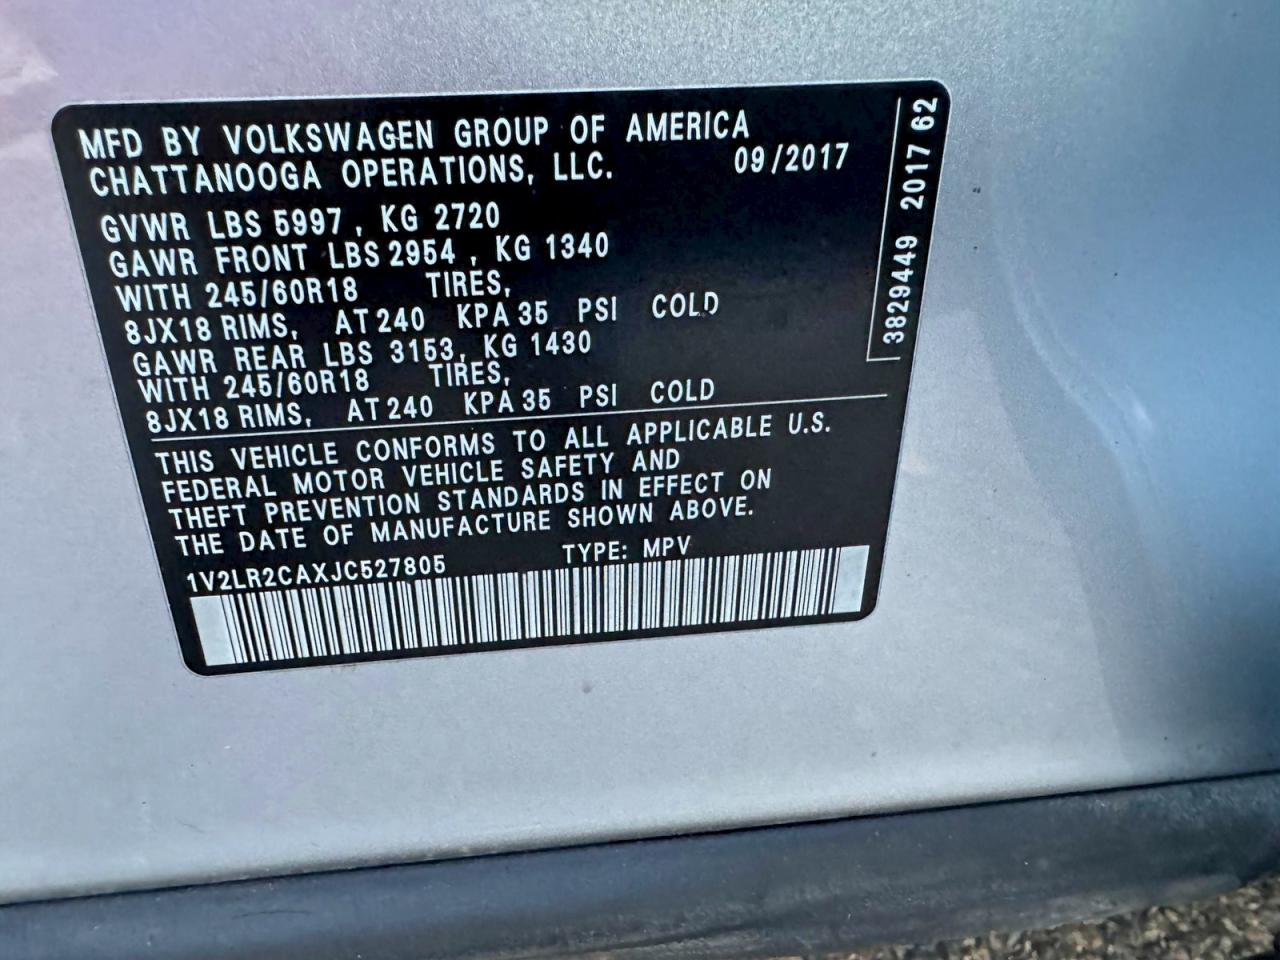 MFD BY VOLKSWAGEN GROUP OF AMERICA
CHATTANOOGA OPERATIONS, LLC. 09/2017
GVWR LBS 5997 , KG 2720
GAWR FRONT LBS 2954 , KG 1340
WITH 245/60R18 TIRES,
8JX18 RIMS, AT 240 KPA 35 PSI COLD
GAWR REAR LBS 3153, KG 1430
WITH 245/60R18 TIRES,
8JX18 RIMS, AT 240 KPA 35 PSI COLD
THIS VEHICLE CONFORMS TO ALL APPLICABLE U.S.
FEDERAL MOTOR VEHICLE SAFETY AND
THEFT PREVENTION STANDARDS IN EFFECT ON
THE DATE OF MANUFACTURE SHOWN ABOVE.
1V2LR2CAXJC527805 TYPE: MPV
3829449 2017 62